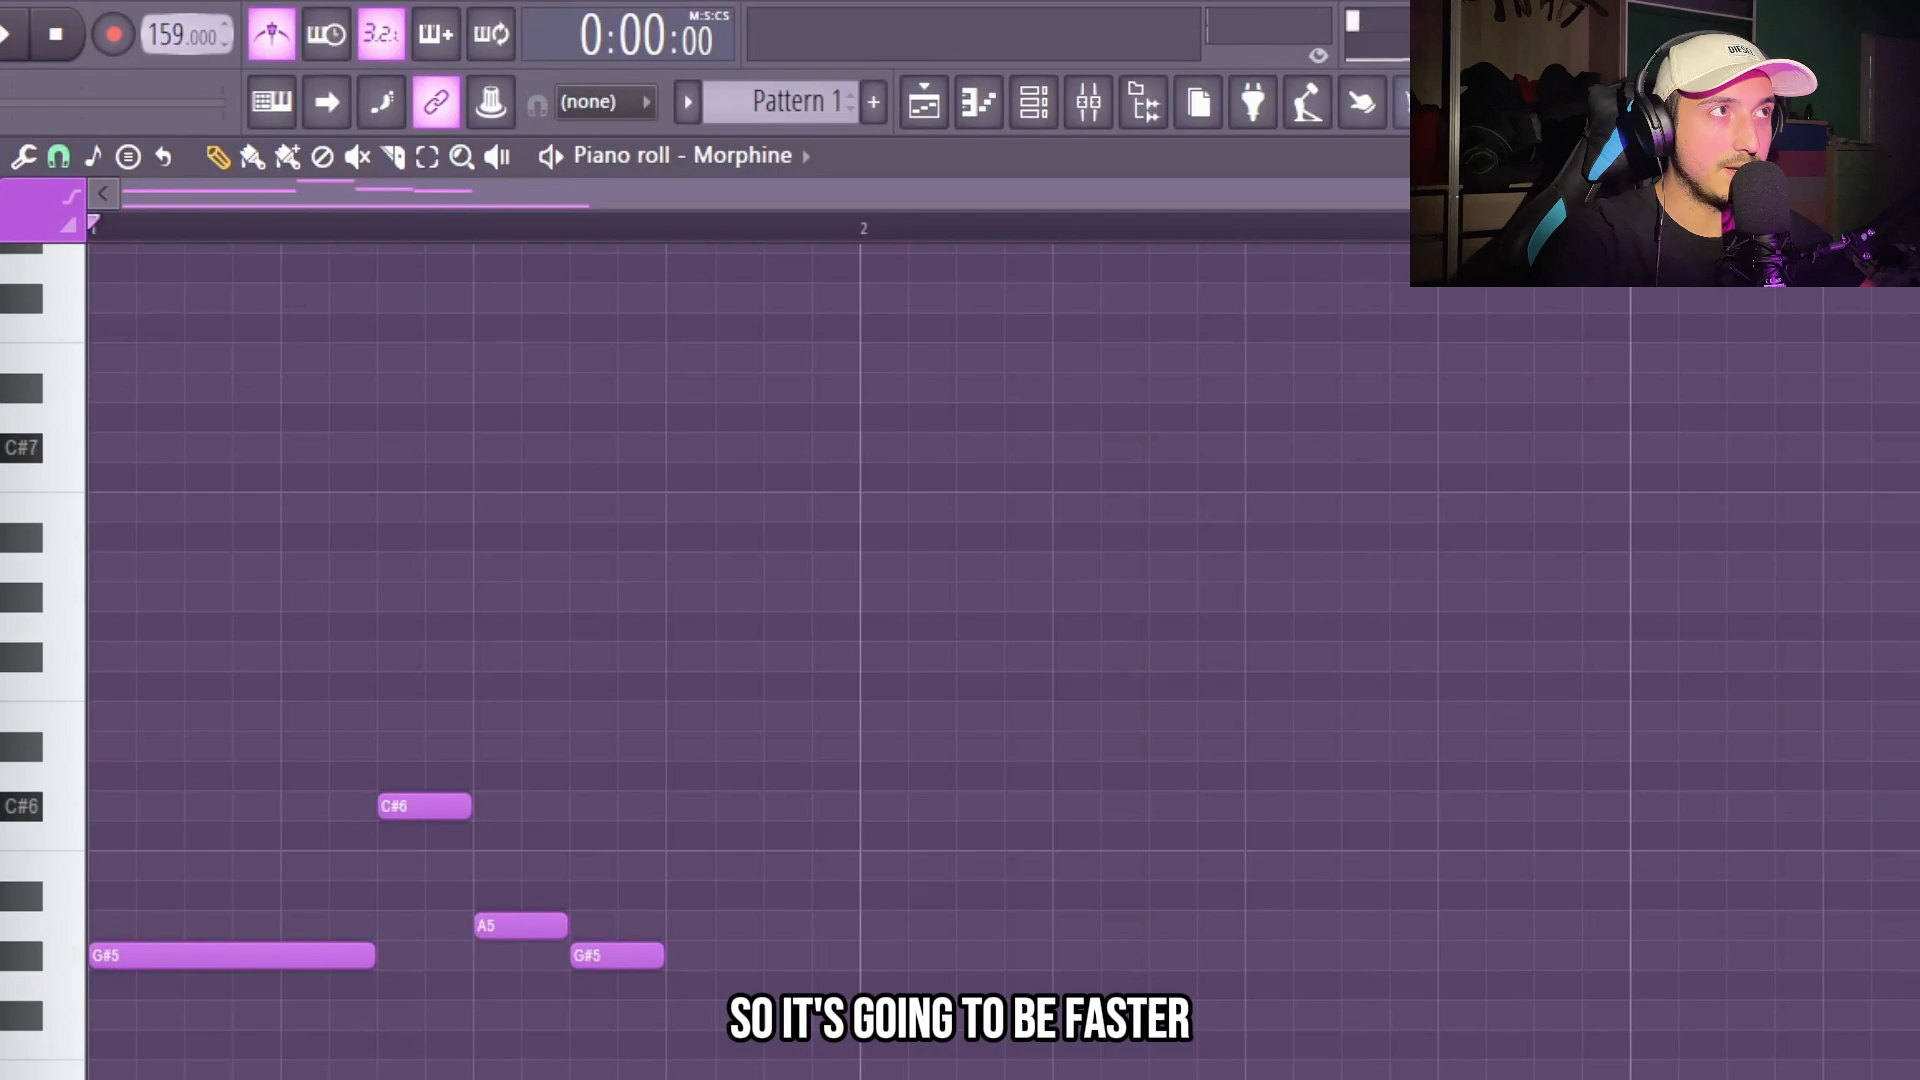 159.000
3.2.
M:S:CS
0:00:00
(none)
Pattern 1
Piano roll - Morphine
2
C#7
C#6
C#6
A5
G#5
G#5
DIESEL
SO IT'S GOING TO BE FASTER